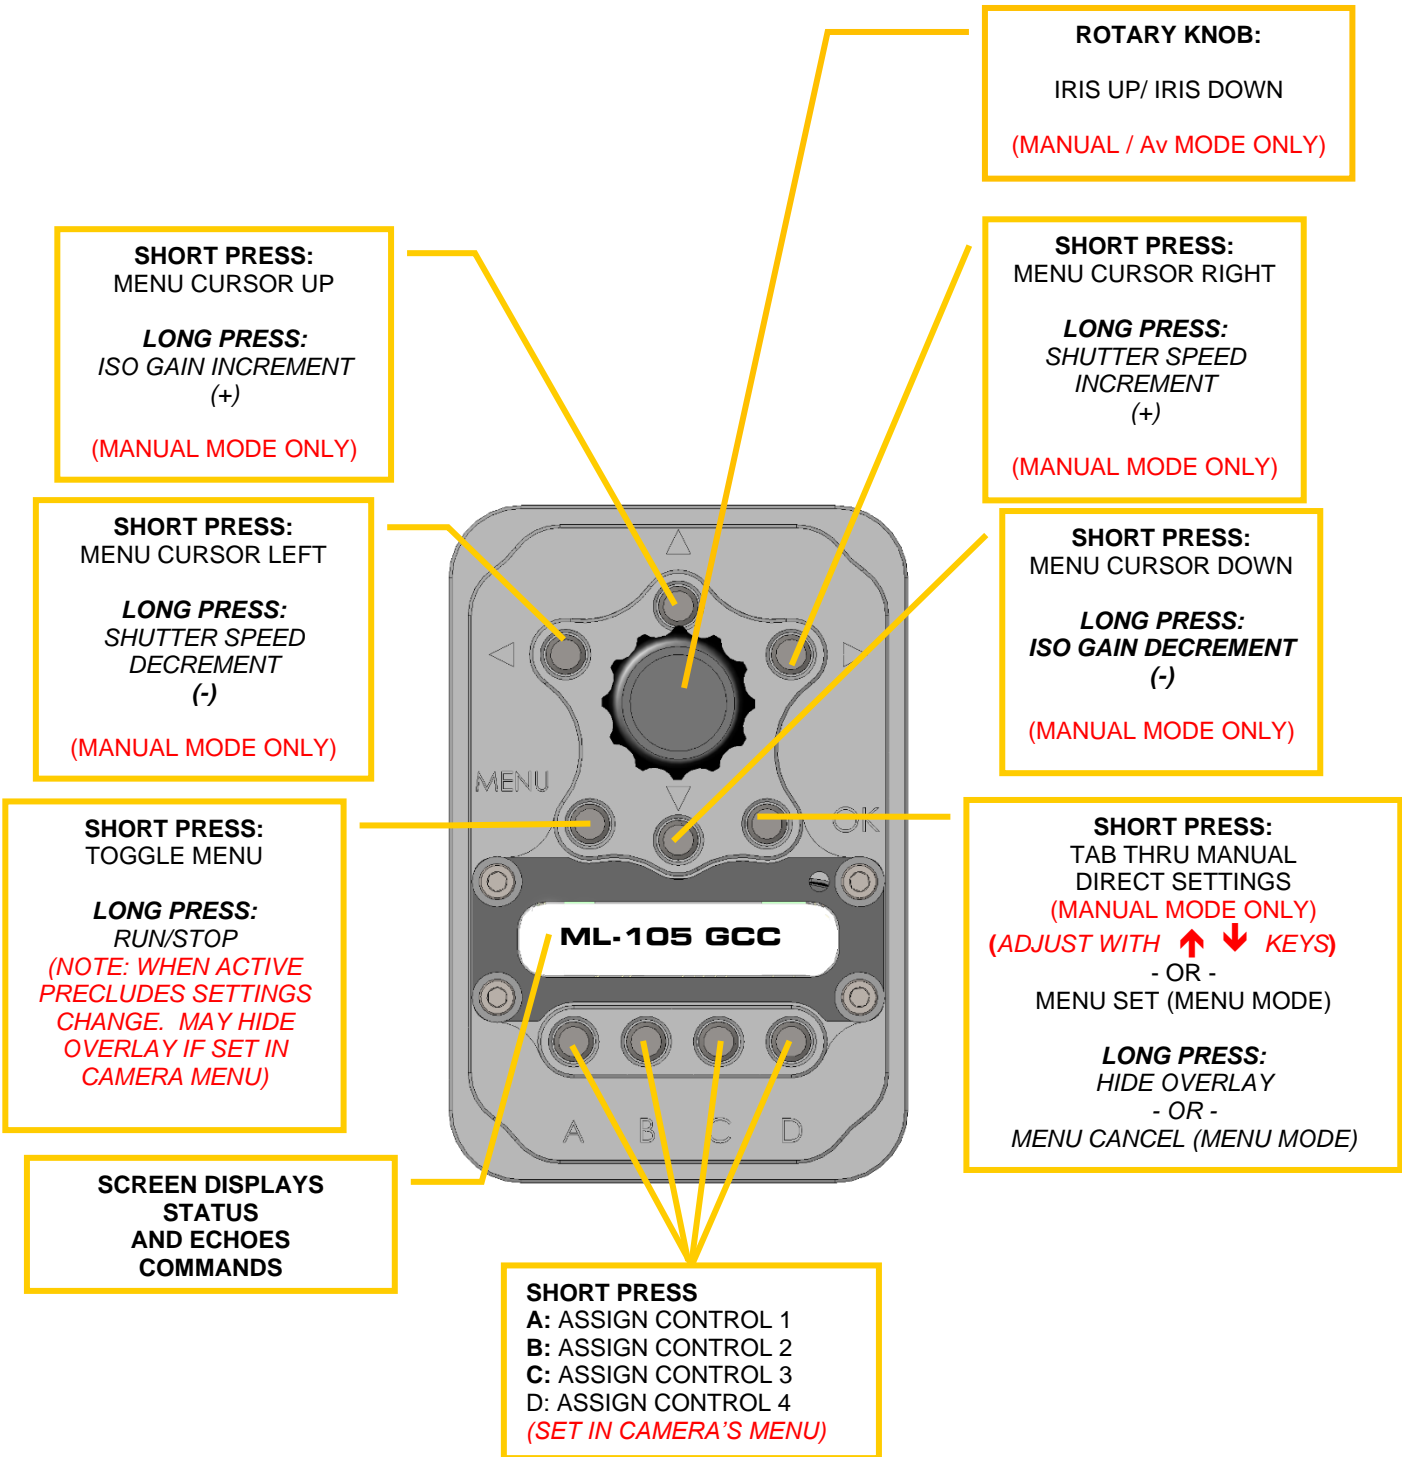 ROTARY KNOB:
IRIS UP/ IRIS DOWN
(MANUAL / Av MODE ONLY)
SHORT PRESS:
MENU CURSOR UP
LONG PRESS:
ISO GAIN INCREMENT
(+)
(MANUAL MODE ONLY)
SHORT PRESS:
MENU CURSOR RIGHT
LONG PRESS:
SHUTTER SPEED
INCREMENT
(+)
(MANUAL MODE ONLY)
SHORT PRESS:
MENU CURSOR LEFT
LONG PRESS:
SHUTTER SPEED
DECREMENT
(-)
(MANUAL MODE ONLY)
SHORT PRESS:
MENU CURSOR DOWN
LONG PRESS:
ISO GAIN DECREMENT
(-)
(MANUAL MODE ONLY)
MENU
OK
SHORT PRESS:
TOGGLE MENU
LONG PRESS:
RUN/STOP
(NOTE: WHEN ACTIVE
PRECLUDES SETTINGS
CHANGE. MAY HIDE
OVERLAY IF SET IN
CAMERA MENU)
SHORT PRESS:
TAB THRU MANUAL
DIRECT SETTINGS
(MANUAL MODE ONLY)
(ADJUST WITH ↑ ↓ KEYS)
- OR -
MENU SET (MENU MODE)
LONG PRESS:
HIDE OVERLAY
- OR -
MENU CANCEL (MENU MODE)
ML-105 GCC
A B C D
SCREEN DISPLAYS
STATUS
AND ECHOES
COMMANDS
SHORT PRESS
A: ASSIGN CONTROL 1
B: ASSIGN CONTROL 2
C: ASSIGN CONTROL 3
D: ASSIGN CONTROL 4
(SET IN CAMERA'S MENU)